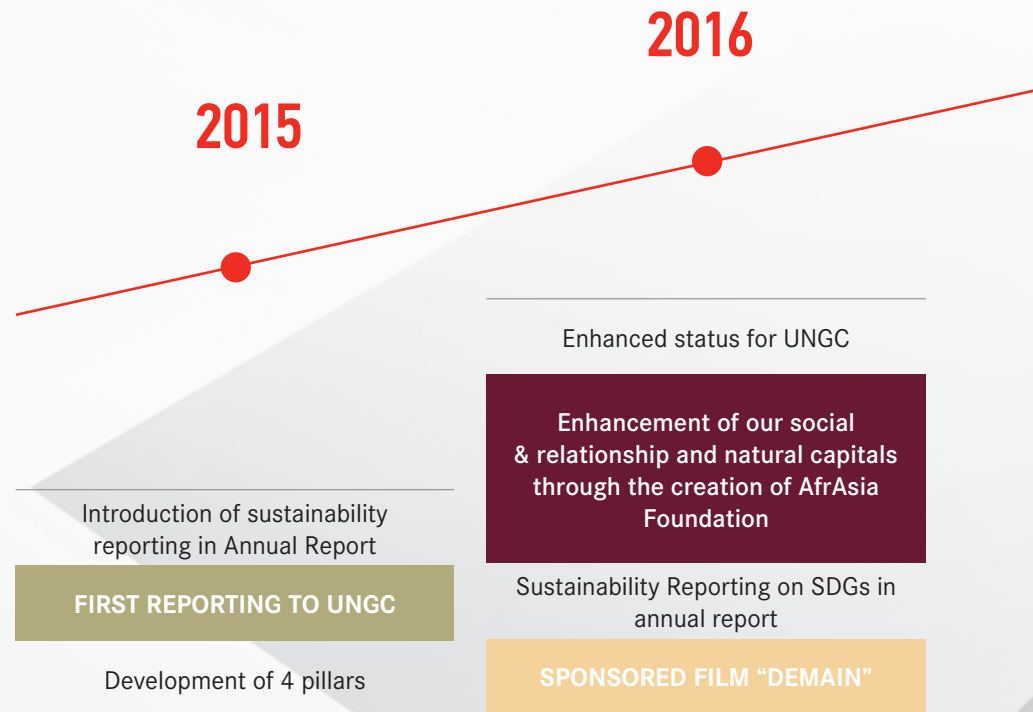 2015
Introduction of sustainability
reporting in Annual Report
FIRST REPORTING TO UNGC
Development of 4 pillars
2016
Enhanced status for UNGC
Enhancement of our social
& relationship and natural capitals
through the creation of AfrAsia
Foundation
Sustainability Reporting on SDGs in
annual report
SPONSORED FILM “DEMAIN”